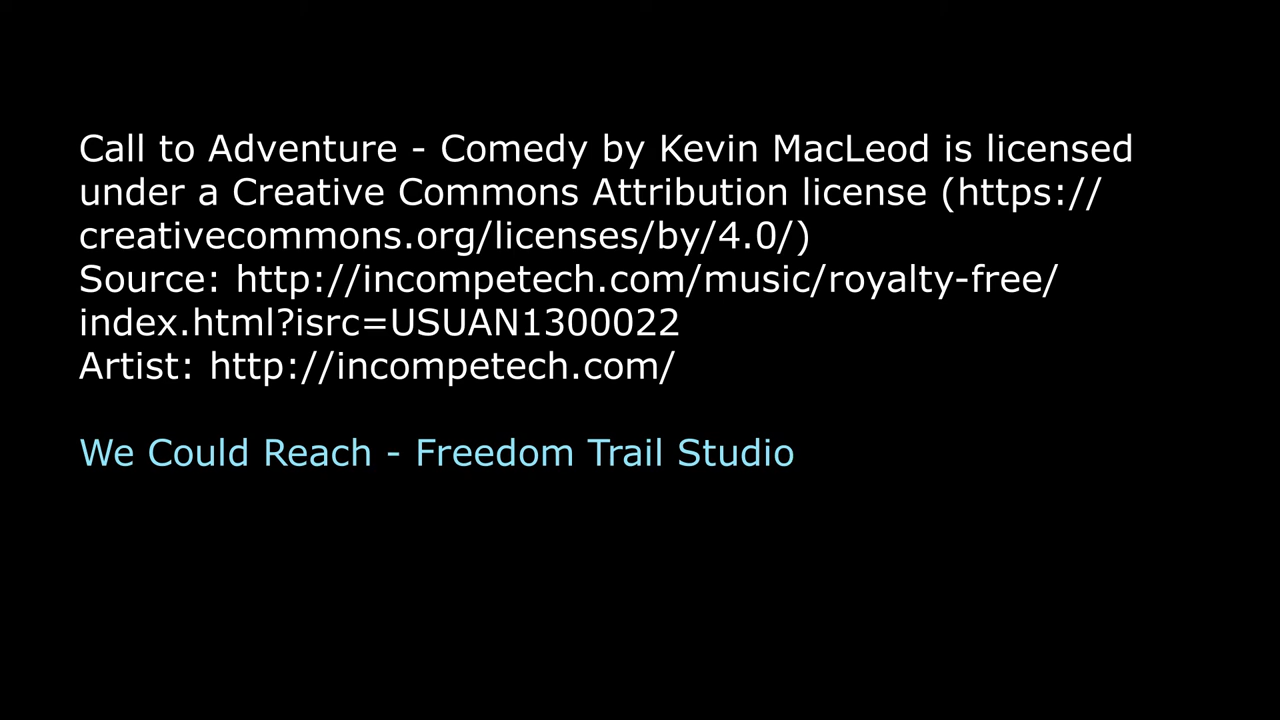 Call to Adventure - Comedy by Kevin MacLeod is licensed
under a Creative Commons Attribution license (https://
creativecommons.org/licenses/by/4.0/)
Source: http://incompetech.com/music/royalty-free/
index.html?isrc=USUAN1300022
Artist: http://incompetech.com/
We Could Reach - Freedom Trail Studio